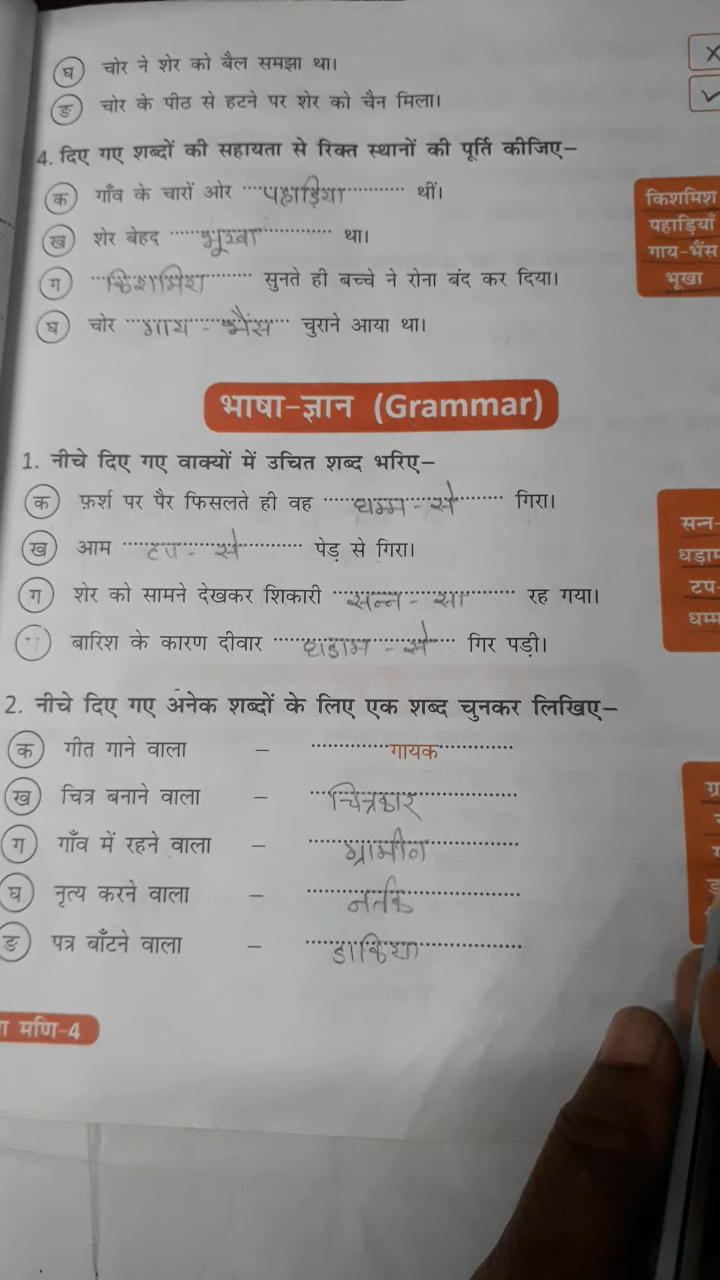 घ चोर ने शेर को बैल समझा था।
ङ चोर के पीठ से हटने पर शेर को चैन मिला।
4. दिए गए शब्दों की सहायता से रिक्त स्थानों की पूर्ति कीजिए–
क गाँव के चारों ओर पहाड़िया थीं।
ख शेर बेहद भूखा था।
ग किशमिश सुनते ही बच्चे ने रोना बंद कर दिया।
घ चोर गाय - भैंस चुराने आया था।
किशमिश
पहाड़ियाँ
गाय-भैंस
भूखा
भाषा-ज्ञान (Grammar)
1. नीचे दिए गए वाक्यों में उचित शब्द भरिए–
क फ़र्श पर पैर फिसलते ही वह धम्म - से गिरा।
ख आम टप - से पेड़ से गिरा।
ग शेर को सामने देखकर शिकारी सन्न - सा रह गया।
बारिश के कारण दीवार धडाम - से गिर पड़ी।
सन्न-
धड़ाम
टप-
धम्म
2. नीचे दिए गए अनेक शब्दों के लिए एक शब्द चुनकर लिखिए–
क गीत गाने वाला – गायक
ख चित्र बनाने वाला – चित्रकार
ग गाँव में रहने वाला – ग्रामीण
घ नृत्य करने वाला – नर्तकि
ङ पत्र बाँटने वाला – डाकिया
मणि-4